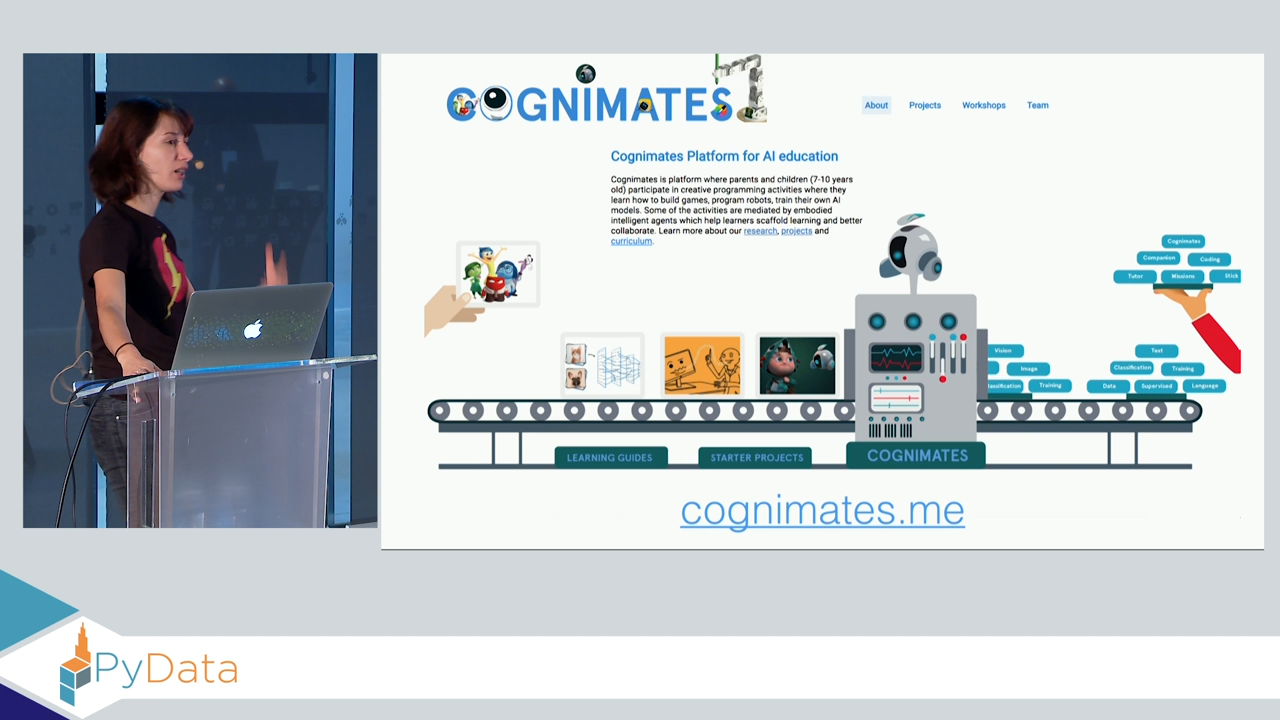 COGNIMATES
About
Projects
Workshops
Team
Cognimates Platform for AI education
Cognimates is platform where parents and children (7-10 years
old) participate in creative programming activities where they
learn how to build games, program robots, train their own AI
models. Some of the activities are mediated by embodied
intelligent agents which help learners scaffold learning and better
collaborate. Learn more about our research, projects and
curriculum.
Cognimates
Companion
Coding
Tutor
Missions
Stick
Vision
Image
lassification
Training
Text
Classification
Training
Data
Supervised
Language
LEARNING GUIDES
STARTER PROJECTS
COGNIMATES
cognimates.me
PyData